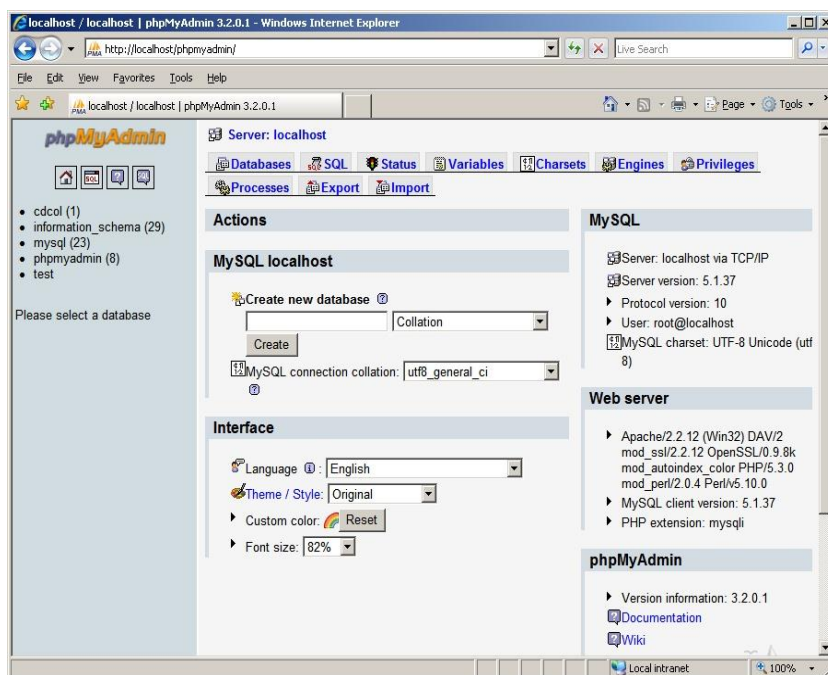 localhost / localhost | phpMyAdmin 3.2.0.1 - Windows Internet Explorer
http://localhost/phpmyadmin/
Live Search
File Edit View Favorites Tools Help
localhost / localhost | phpMyAdmin 3.2.0.1
Page Tools
phpMyAdmin
cdcol (1)
information_schema (29)
mysql (23)
phpmyadmin (8)
test
Please select a database
Server: localhost
Databases SQL Status Variables Charsets Engines Privileges
Processes Export Import
Actions
MySQL localhost
Create new database
Collation
Create
MySQL connection collation: utf8_general_ci
Interface
Language : English
Theme / Style: Original
Custom color: Reset
Font size: 82%
MySQL
Server: localhost via TCP/IP
Server version: 5.1.37
Protocol version: 10
User: root@localhost
MySQL charset: UTF-8 Unicode (utf
8)
Web server
Apache/2.2.12 (Win32) DAV/2
mod_ssl/2.2.12 OpenSSL/0.9.8k
mod_autoindex_color PHP/5.3.0
mod_perl/2.0.4 Perl/v5.10.0
MySQL client version: 5.1.37
PHP extension: mysqli
phpMyAdmin
Version information: 3.2.0.1
Documentation
Wiki
Local intranet
100%